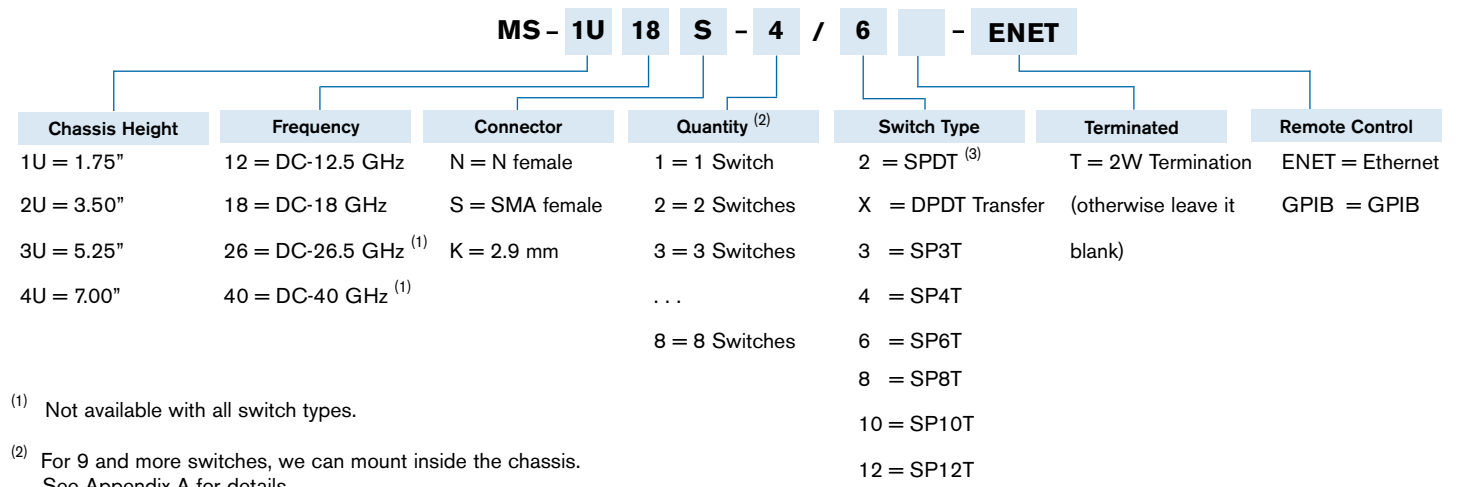 MS – 1U 18 S – 4 / 6 – ENET
Chassis Height Frequency Connector Quantity (2) Switch Type Terminated Remote Control
1U = 1.75” 12 = DC-12.5 GHz N = N female 1 = 1 Switch 2 = SPDT (3) T = 2W Termination ENET = Ethernet
2U = 3.50” 18 = DC-18 GHz S = SMA female 2 = 2 Switches X = DPDT Transfer (otherwise leave it GPIB = GPIB
3U = 5.25” 26 = DC-26.5 GHz (1) K = 2.9 mm 3 = 3 Switches 3 = SP3T blank)
4U = 7.00” 40 = DC-40 GHz (1) . . . 4 = SP4T
8 = 8 Switches 6 = SP6T
8 = SP8T
(1) Not available with all switch types.
10 = SP10T
(2) For 9 and more switches, we can mount inside the chassis.
12 = SP12T
See Appendix A for details